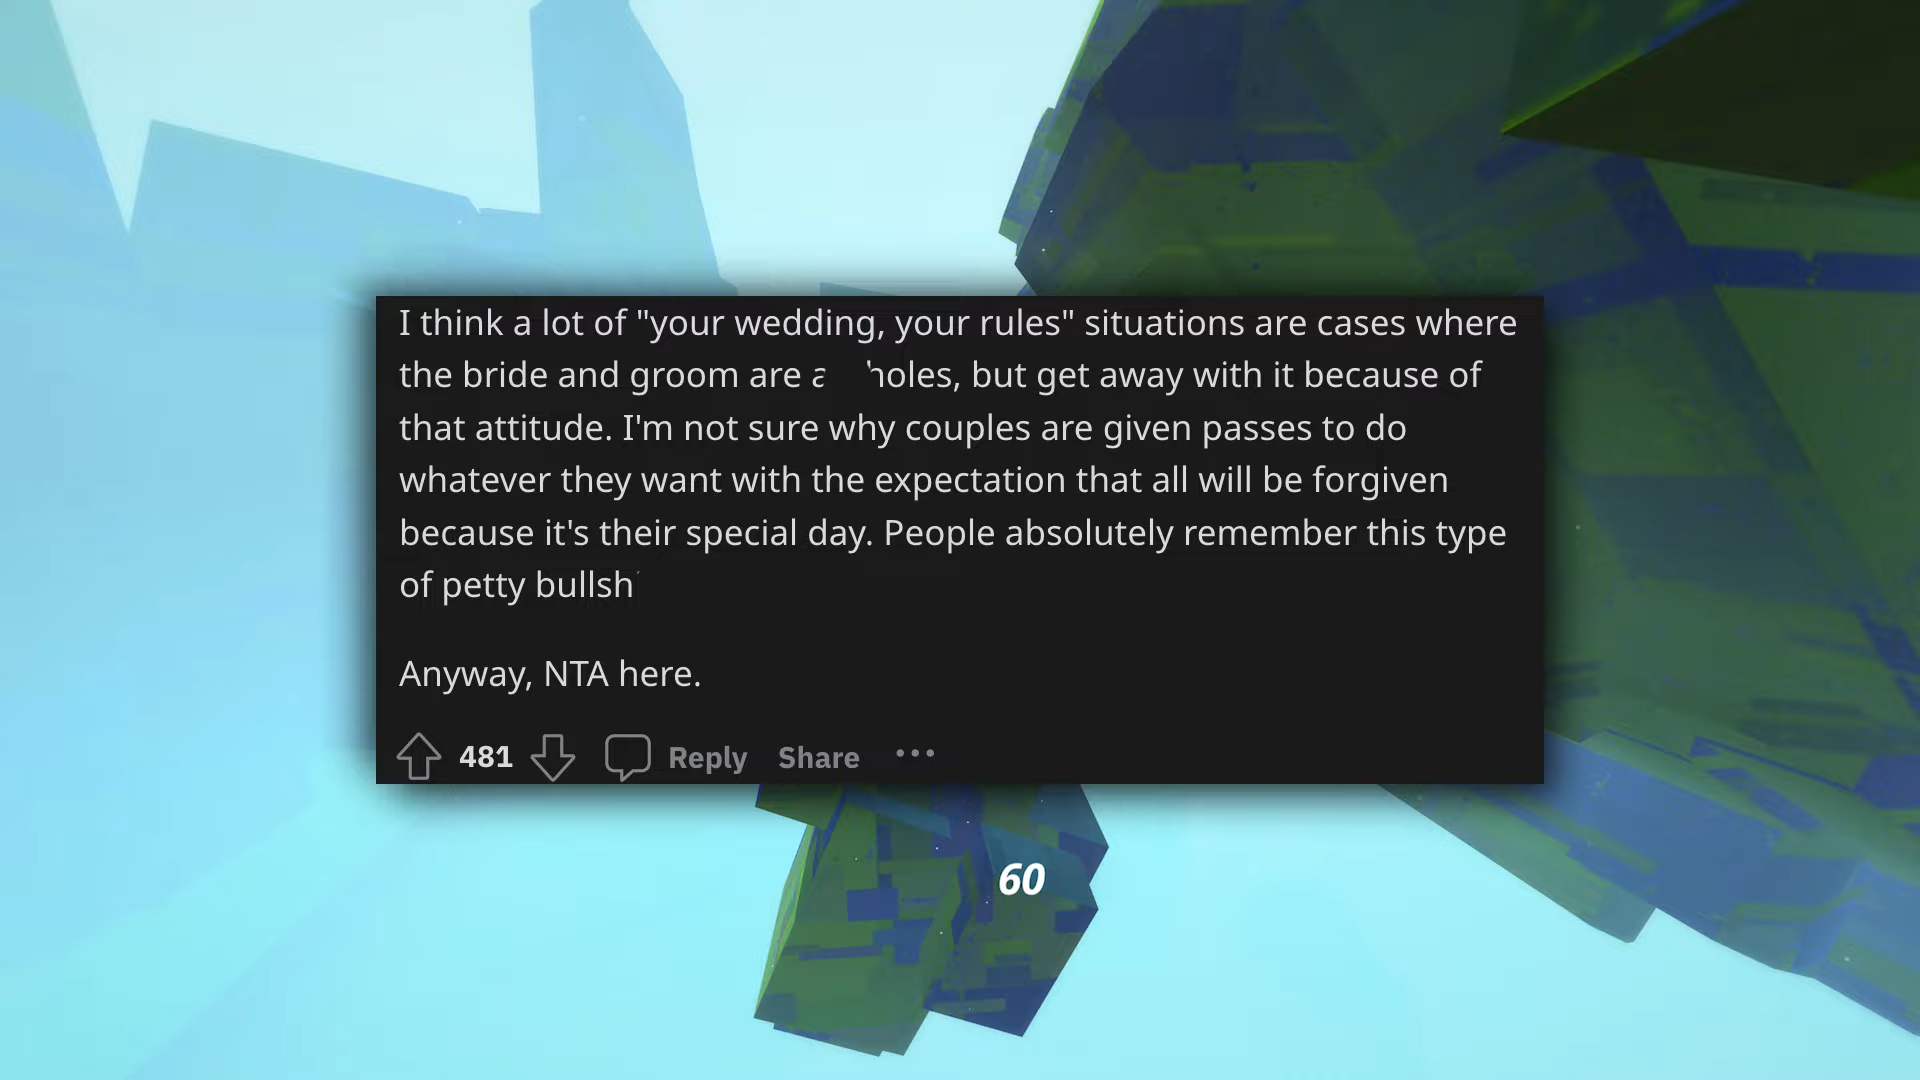 I think a lot of "your wedding, your rules" situations are cases where
the bride and groom are a holes, but get away with it because of
that attitude. I'm not sure why couples are given passes to do
whatever they want with the expectation that all will be forgiven
because it's their special day. People absolutely remember this type
of petty bullsh
Anyway, NTA here.
481 Reply Share •••
60